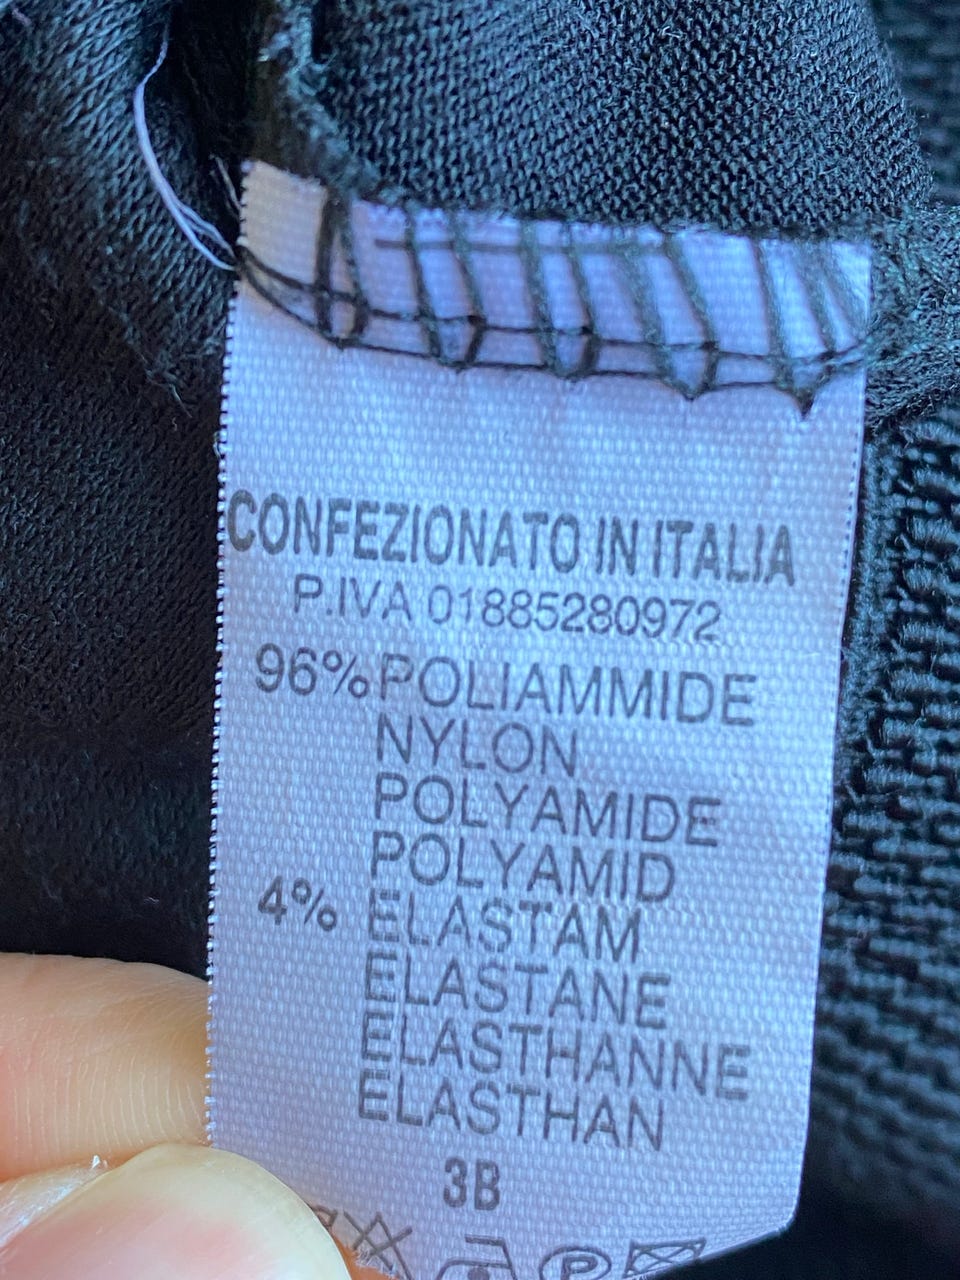 CONFEZIONATO IN ITALIA
P.IVA 01885280972
96% POLIAMMIDE
NYLON
POLYAMIDE
POLYAMID
4% ELASTAM
ELASTANE
ELASTHANNE
ELASTHAN
3B
P